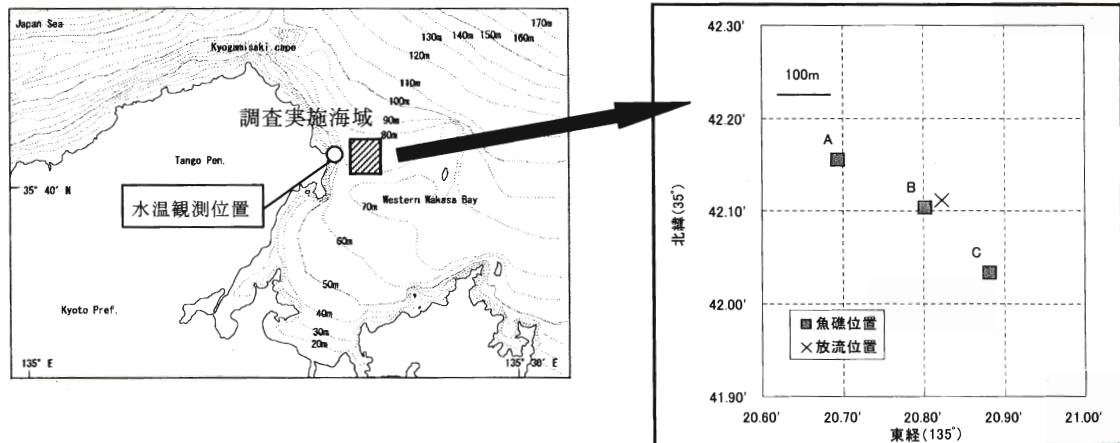 Japan Sea
Kyogamisaki cape
170m
130m
140m
150m
160m
120m
110m
100m
90m
80m
調査実施海域
Tango Pen.
35° 40' N
水温観測位置
Western Wakasa Bay
70m
60m
50m
40m
30m
20m
Kyoto Pref.
135° E
135° 30' E
42.30'
42.20'
42.10'
42.00'
41.90'
北緯(35°)
100m
A
B
C
魚礁位置
放流位置
20.60'
20.70'
20.80'
20.90'
21.00'
東経(135°)